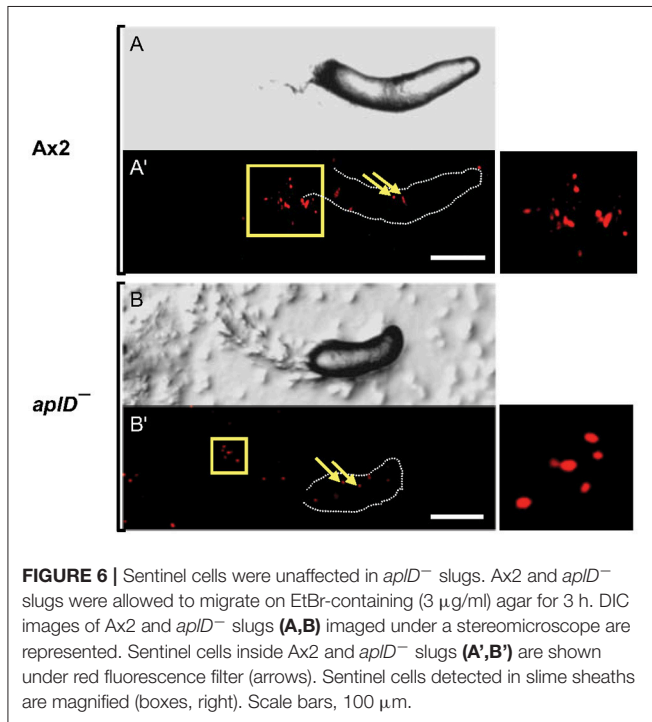 A
Ax2
A'
B
aplD⁻
B'
FIGURE 6 | Sentinel cells were unaffected in aplD⁻ slugs. Ax2 and aplD⁻
slugs were allowed to migrate on EtBr-containing (3 μg/ml) agar for 3 h. DIC
images of Ax2 and aplD⁻ slugs (A,B) imaged under a stereomicroscope are
represented. Sentinel cells inside Ax2 and aplD⁻ slugs (A’,B’) are shown
under red fluorescence filter (arrows). Sentinel cells detected in slime sheaths
are magnified (boxes, right). Scale bars, 100 μm.